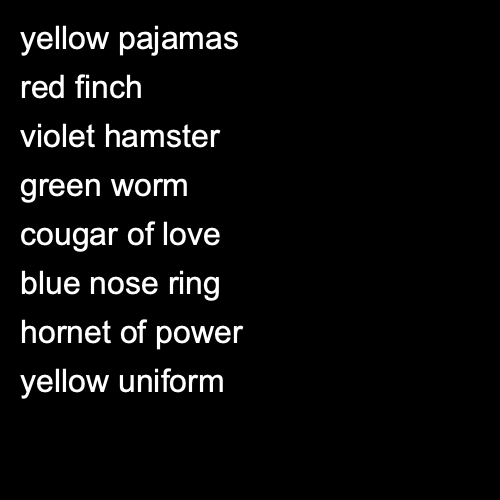 yellow pajamas
red finch
violet hamster
green worm
cougar of love
blue nose ring
hornet of power
yellow uniform